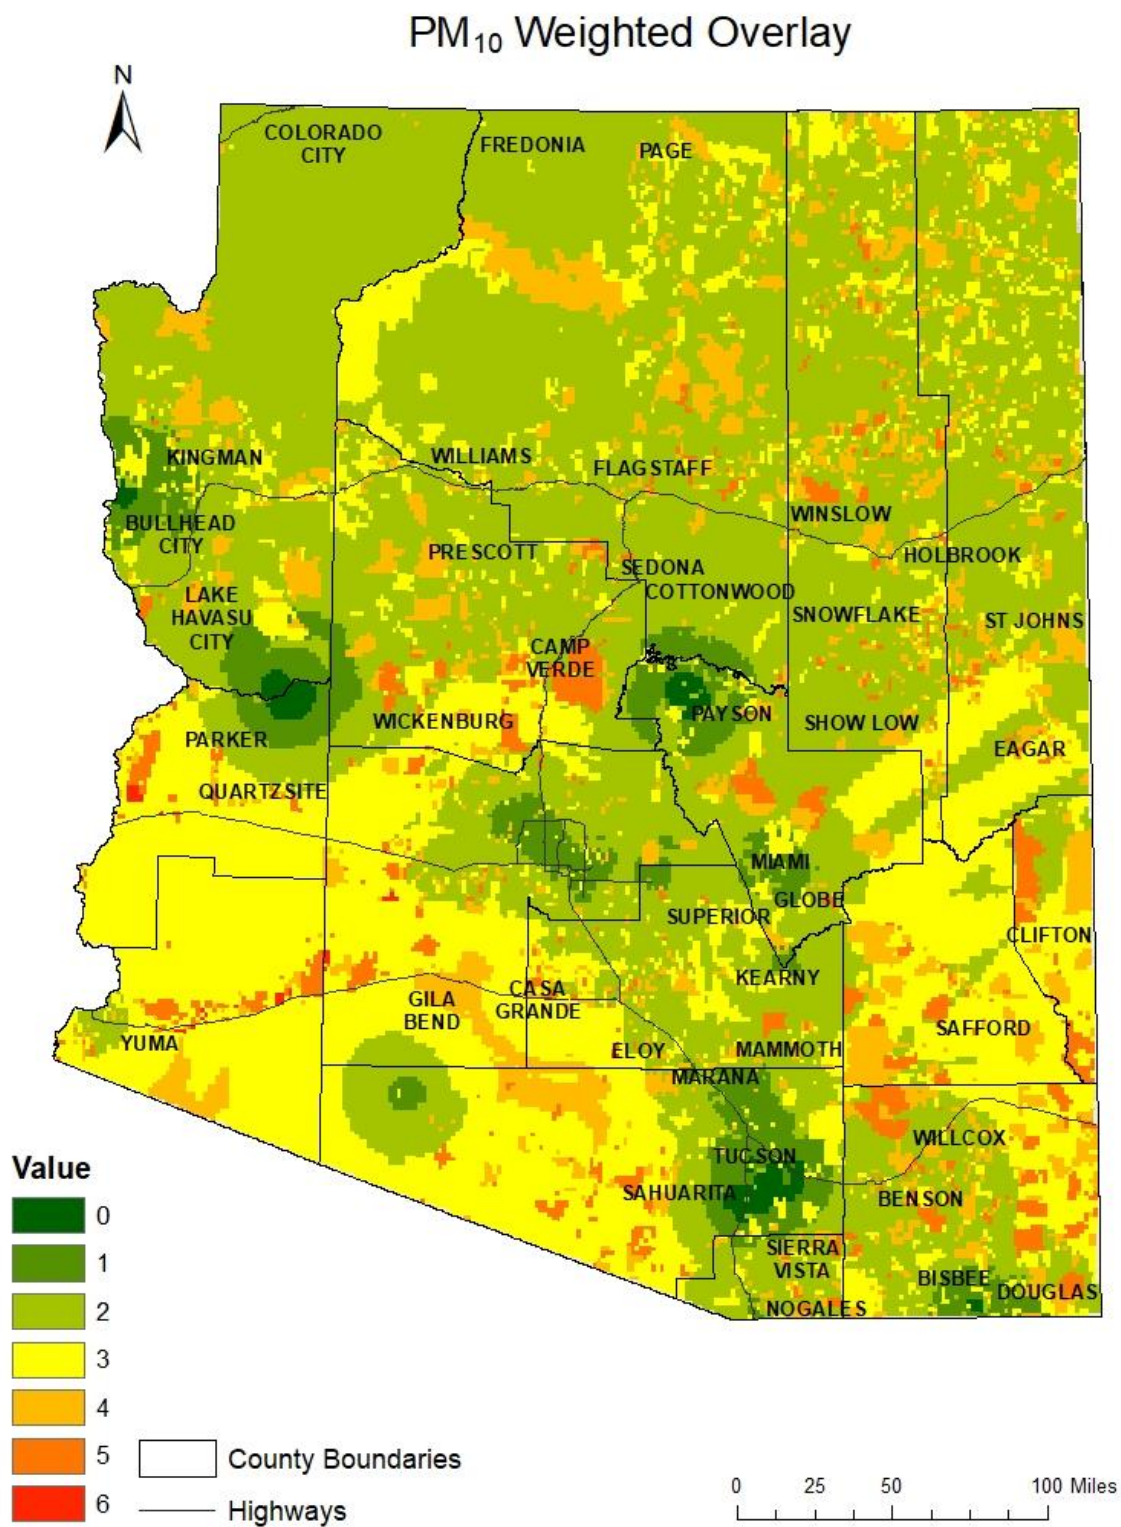 PM₁₀ Weighted Overlay
N
COLORADO
CITY
FREDONIA
PAGE
KINGMAN
WILLIAMS
FLAGSTAFF
BULLHEAD
CITY
WINSLOW
PRESCOTT
HOLBROOK
SEDONA
COTTONWOOD
LAKE
HAVASU
CITY
SNOWFLAKE
ST JOHNS
CAMP
VERDE
PAYSON
WICKENBURG
SHOW LOW
PARKER
EAGAR
QUARTZSITE
MIAMI
GLOBE
SUPERIOR
CLIFTON
KEARNY
CASA
GRANDE
GILA
BEND
SAFFORD
YUMA
ELOY
MAMMOTH
MARANA
WILLCOX
TUCSON
SAHUARITA
BENSON
SIERRA
VISTA
BISBEE
DOUGLAS
NOGALES
Value
0
1
2
3
4
5
6
County Boundaries
Highways
0 25 50 100 Miles